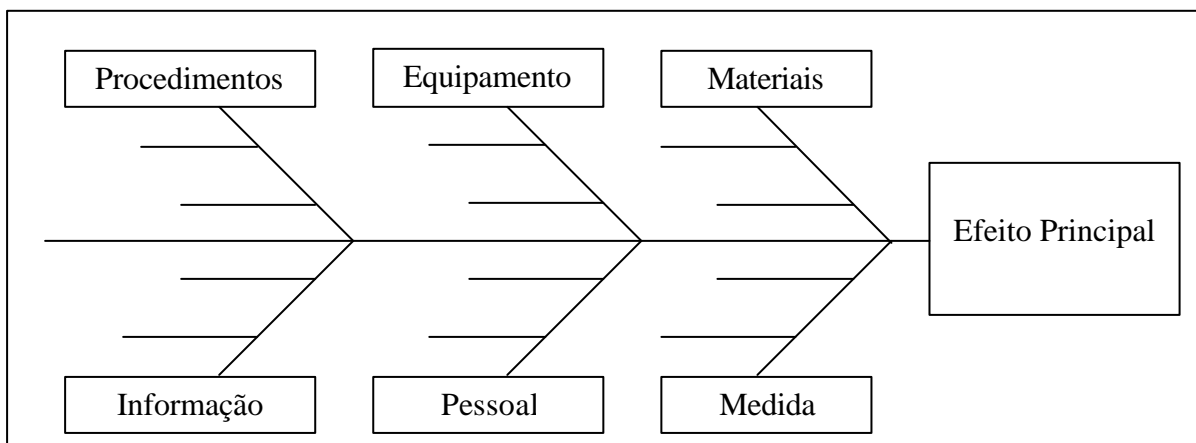 Procedimentos
Equipamento
Materiais
Efeito Principal
Informação
Pessoal
Medida